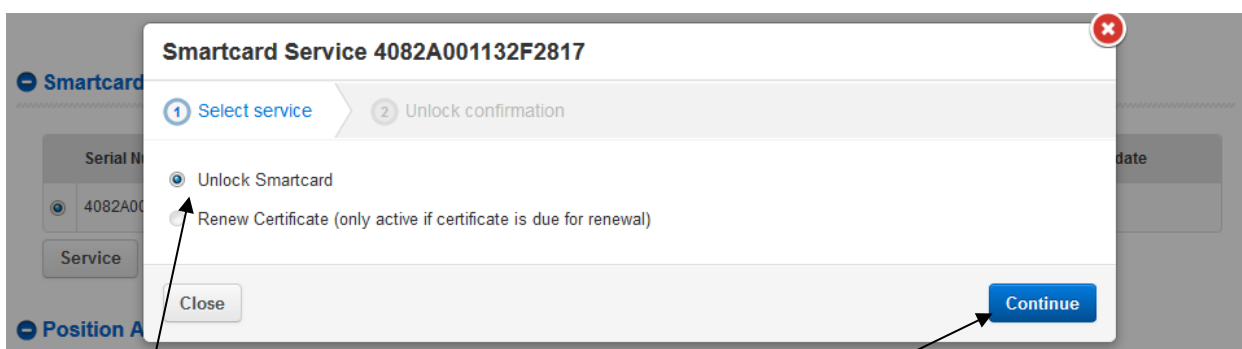 Smartcard Service 4082A001132F2817
Smartcard
1 Select service 2 Unlock confirmation
Serial date
Unlock Smartcard
4082A00
Renew Certificate (only active if certificate is due for renewal)
Service
Close Continue
Position A